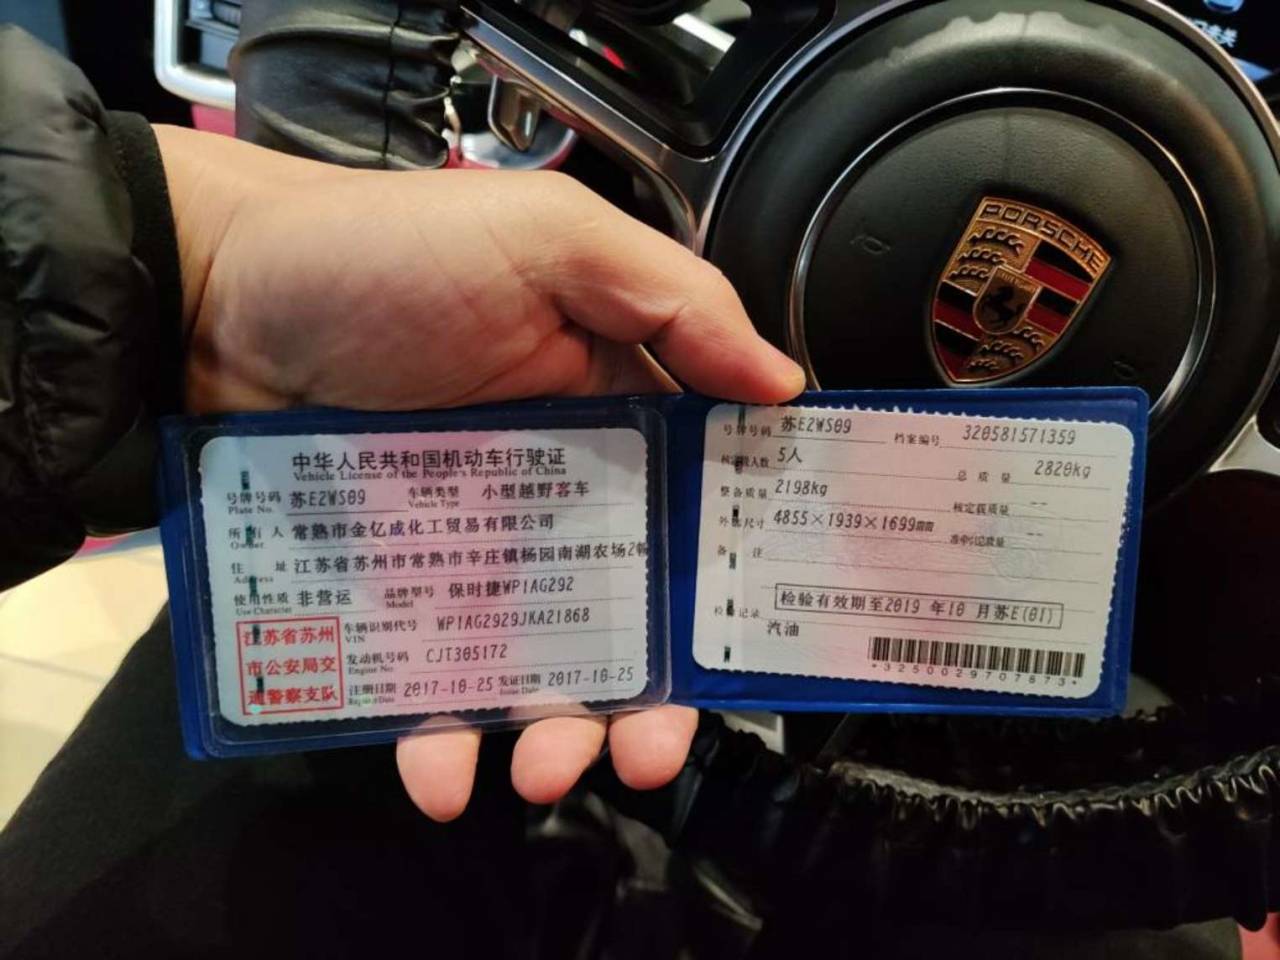 PORSCHE
中华人民共和国机动车行驶证
Vehicle License of the People's Republic of China
号牌号码 苏E2WS09 车辆类型 小型越野客车
Plate No. Vehicle Type
所有人 常熟市金亿成化工贸易有限公司
Owner
住址 江苏省苏州市常熟市辛庄镇杨园南湖农场2幢
Address
使用性质 非营运 品牌型号 保时捷WP1AG292
Use Character Model
江苏省苏州
市公安局交
通警察支队
车辆识别代号 WP1AG2929JKA21868
VIN
发动机号码 CJT305172
Engine No.
注册日期 2017-10-25 发证日期 2017-10-25
Register Date Issue Date
号牌号码 苏E2WS09 档案编号 320581571359
核定载人数 5人 总质量 2820kg
整备质量 2198kg 核定载质量 --
外廓尺寸 4855×1939×1699mm 准牵引总质量 --
备注
检验记录 检验有效期至2019年10月苏E(01)
汽油
*3250029707873*